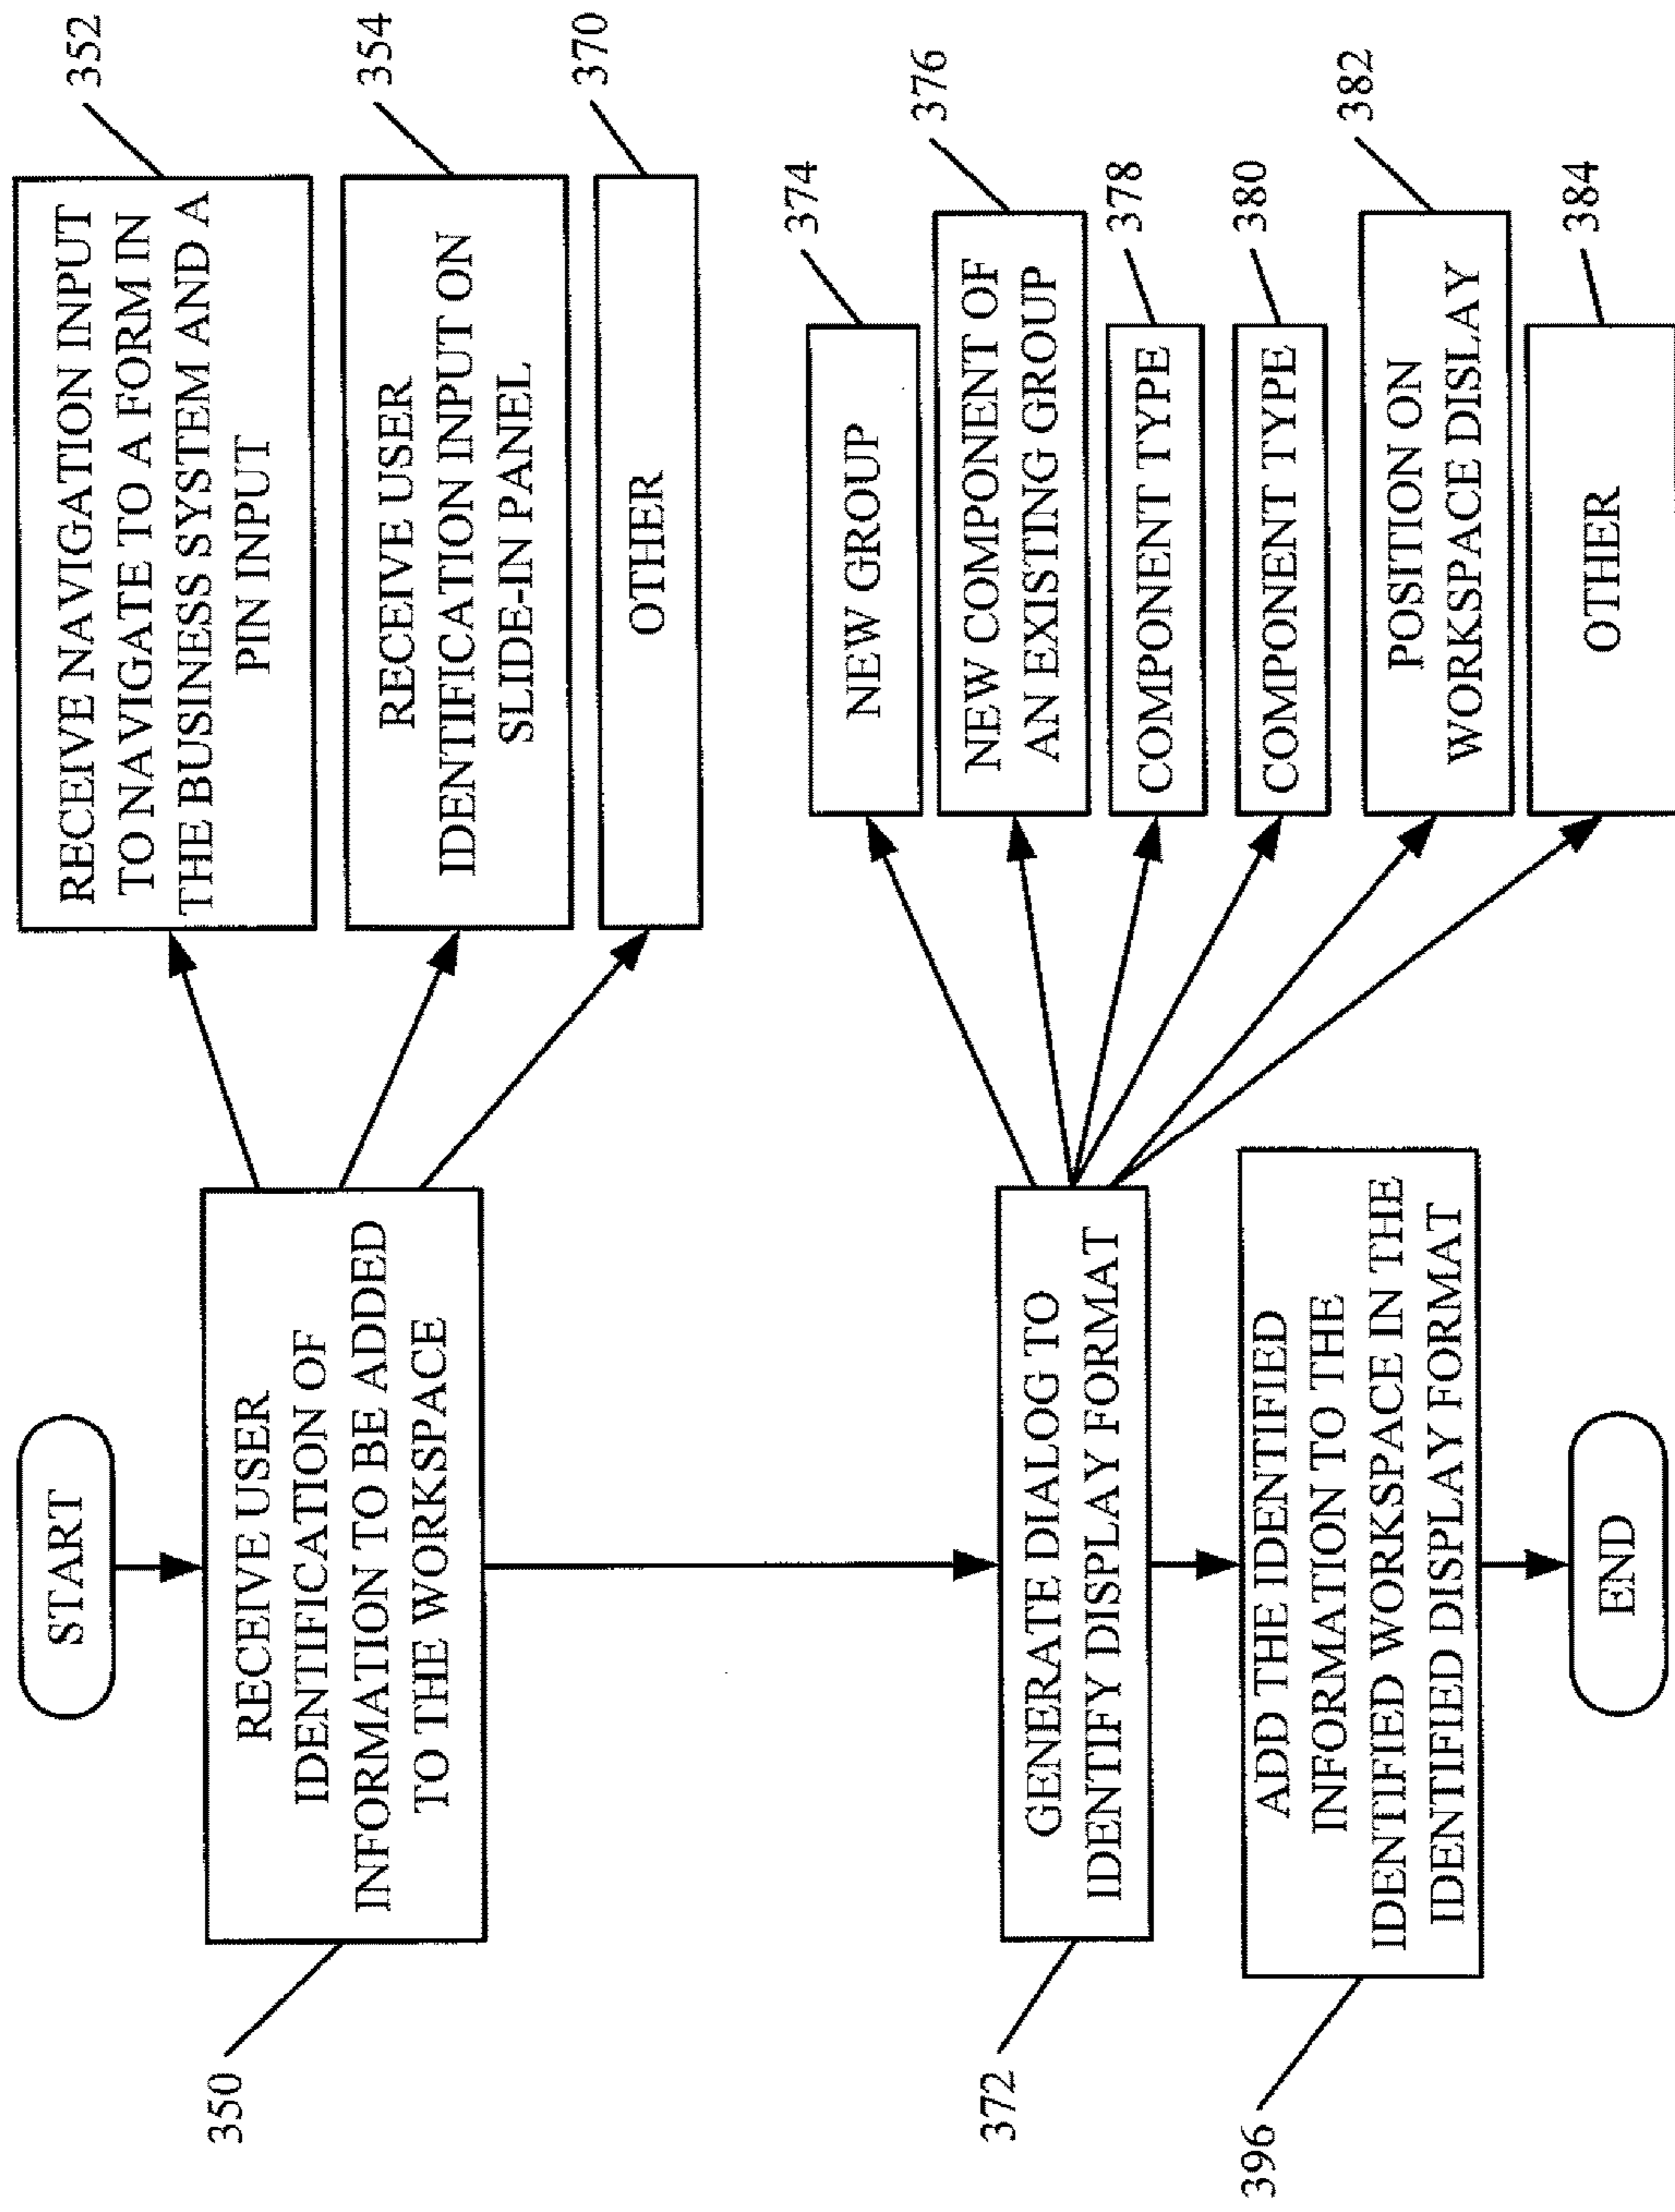 START
350
RECEIVE USER
IDENTIFICATION OF
INFORMATION TO BE ADDED
TO THE WORKSPACE
RECEIVE NAVIGATION INPUT
TO NAVIGATE TO A FORM IN
THE BUSINESS SYSTEM AND A
PIN INPUT
352
RECEIVE USER
IDENTIFICATION INPUT ON
SLIDE-IN PANEL
354
OTHER
370
372
GENERATE DIALOG TO
IDENTIFY DISPLAY FORMAT
NEW GROUP
374
NEW COMPONENT OF
AN EXISTING GROUP
376
COMPONENT TYPE
378
COMPONENT TYPE
380
POSITION ON
WORKSPACE DISPLAY
382
OTHER
384
396
ADD THE IDENTIFIED
INFORMATION TO THE
IDENTIFIED WORKSPACE IN THE
IDENTIFIED DISPLAY FORMAT
END